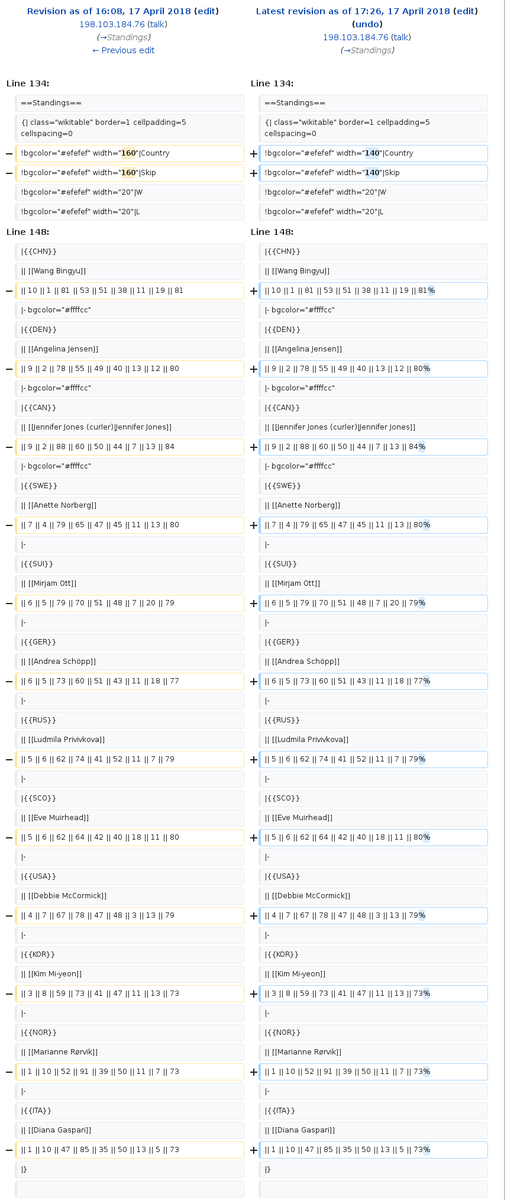 Revision as of 16:08, 17 April 2018 (edit)
198.103.184.76 (talk)
(→Standings)
← Previous edit
Latest revision as of 17:26, 17 April 2018 (edit)
(undo)
198.103.184.76 (talk)
(→Standings)
Line 134:
Line 134:
==Standings==
==Standings==
{| class="wikitable" border=1 cellpadding=5
cellspacing=0
{| class="wikitable" border=1 cellpadding=5
cellspacing=0
− !bgcolor="#efefef" width="160"|Country
+ !bgcolor="#efefef" width="140"|Country
− !bgcolor="#efefef" width="160"|Skip
+ !bgcolor="#efefef" width="140"|Skip
!bgcolor="#efefef" width="20"|W
!bgcolor="#efefef" width="20"|W
!bgcolor="#efefef" width="20"|L
!bgcolor="#efefef" width="20"|L
Line 148:
Line 148:
|{{CHN}}
|{{CHN}}
|| [[Wang Bingyu]]
|| [[Wang Bingyu]]
− || 10 || 1 || 81 || 53 || 51 || 38 || 11 || 19 || 81
+ || 10 || 1 || 81 || 53 || 51 || 38 || 11 || 19 || 81%
|- bgcolor="#ffffcc"
|- bgcolor="#ffffcc"
|{{DEN}}
|{{DEN}}
|| [[Angelina Jensen]]
|| [[Angelina Jensen]]
− || 9 || 2 || 78 || 55 || 49 || 40 || 13 || 12 || 80
+ || 9 || 2 || 78 || 55 || 49 || 40 || 13 || 12 || 80%
|- bgcolor="#ffffcc"
|- bgcolor="#ffffcc"
|{{CAN}}
|{{CAN}}
|| [[Jennifer Jones (curler)|Jennifer Jones]]
|| [[Jennifer Jones (curler)|Jennifer Jones]]
− || 9 || 2 || 88 || 60 || 50 || 44 || 7 || 13 || 84
+ || 9 || 2 || 88 || 60 || 50 || 44 || 7 || 13 || 84%
|- bgcolor="#ffffcc"
|- bgcolor="#ffffcc"
|{{SWE}}
|{{SWE}}
|| [[Anette Norberg]]
|| [[Anette Norberg]]
− || 7 || 4 || 79 || 65 || 47 || 45 || 11 || 13 || 80
+ || 7 || 4 || 79 || 65 || 47 || 45 || 11 || 13 || 80%
|-
|-
|{{SUI}}
|{{SUI}}
|| [[Mirjam Ott]]
|| [[Mirjam Ott]]
− || 6 || 5 || 79 || 70 || 51 || 48 || 7 || 20 || 79
+ || 6 || 5 || 79 || 70 || 51 || 48 || 7 || 20 || 79%
|-
|-
|{{GER}}
|{{GER}}
|| [[Andrea Schöpp]]
|| [[Andrea Schöpp]]
− || 6 || 5 || 73 || 60 || 51 || 43 || 11 || 18 || 77
+ || 6 || 5 || 73 || 60 || 51 || 43 || 11 || 18 || 77%
|-
|-
|{{RUS}}
|{{RUS}}
|| [[Ludmila Privivkova]]
|| [[Ludmila Privivkova]]
− || 5 || 6 || 62 || 74 || 41 || 52 || 11 || 7 || 79
+ || 5 || 6 || 62 || 74 || 41 || 52 || 11 || 7 || 79%
|-
|-
|{{SCO}}
|{{SCO}}
|| [[Eve Muirhead]]
|| [[Eve Muirhead]]
− || 5 || 6 || 62 || 64 || 42 || 40 || 18 || 11 || 80
+ || 5 || 6 || 62 || 64 || 42 || 40 || 18 || 11 || 80%
|-
|-
|{{USA}}
|{{USA}}
|| [[Debbie McCormick]]
|| [[Debbie McCormick]]
− || 4 || 7 || 67 || 78 || 47 || 48 || 3 || 13 || 79
+ || 4 || 7 || 67 || 78 || 47 || 48 || 3 || 13 || 79%
|-
|-
|{{KOR}}
|{{KOR}}
|| [[Kim Mi-yeon]]
|| [[Kim Mi-yeon]]
− || 3 || 8 || 59 || 73 || 41 || 47 || 11 || 13 || 73
+ || 3 || 8 || 59 || 73 || 41 || 47 || 11 || 13 || 73%
|-
|-
|{{NOR}}
|{{NOR}}
|| [[Marianne Rørvik]]
|| [[Marianne Rørvik]]
− || 1 || 10 || 52 || 91 || 39 || 50 || 11 || 7 || 73
+ || 1 || 10 || 52 || 91 || 39 || 50 || 11 || 7 || 73%
|-
|-
|{{ITA}}
|{{ITA}}
|| [[Diana Gaspari]]
|| [[Diana Gaspari]]
− || 1 || 10 || 47 || 85 || 35 || 50 || 13 || 5 || 73
+ || 1 || 10 || 47 || 85 || 35 || 50 || 13 || 5 || 73%
|}
|}